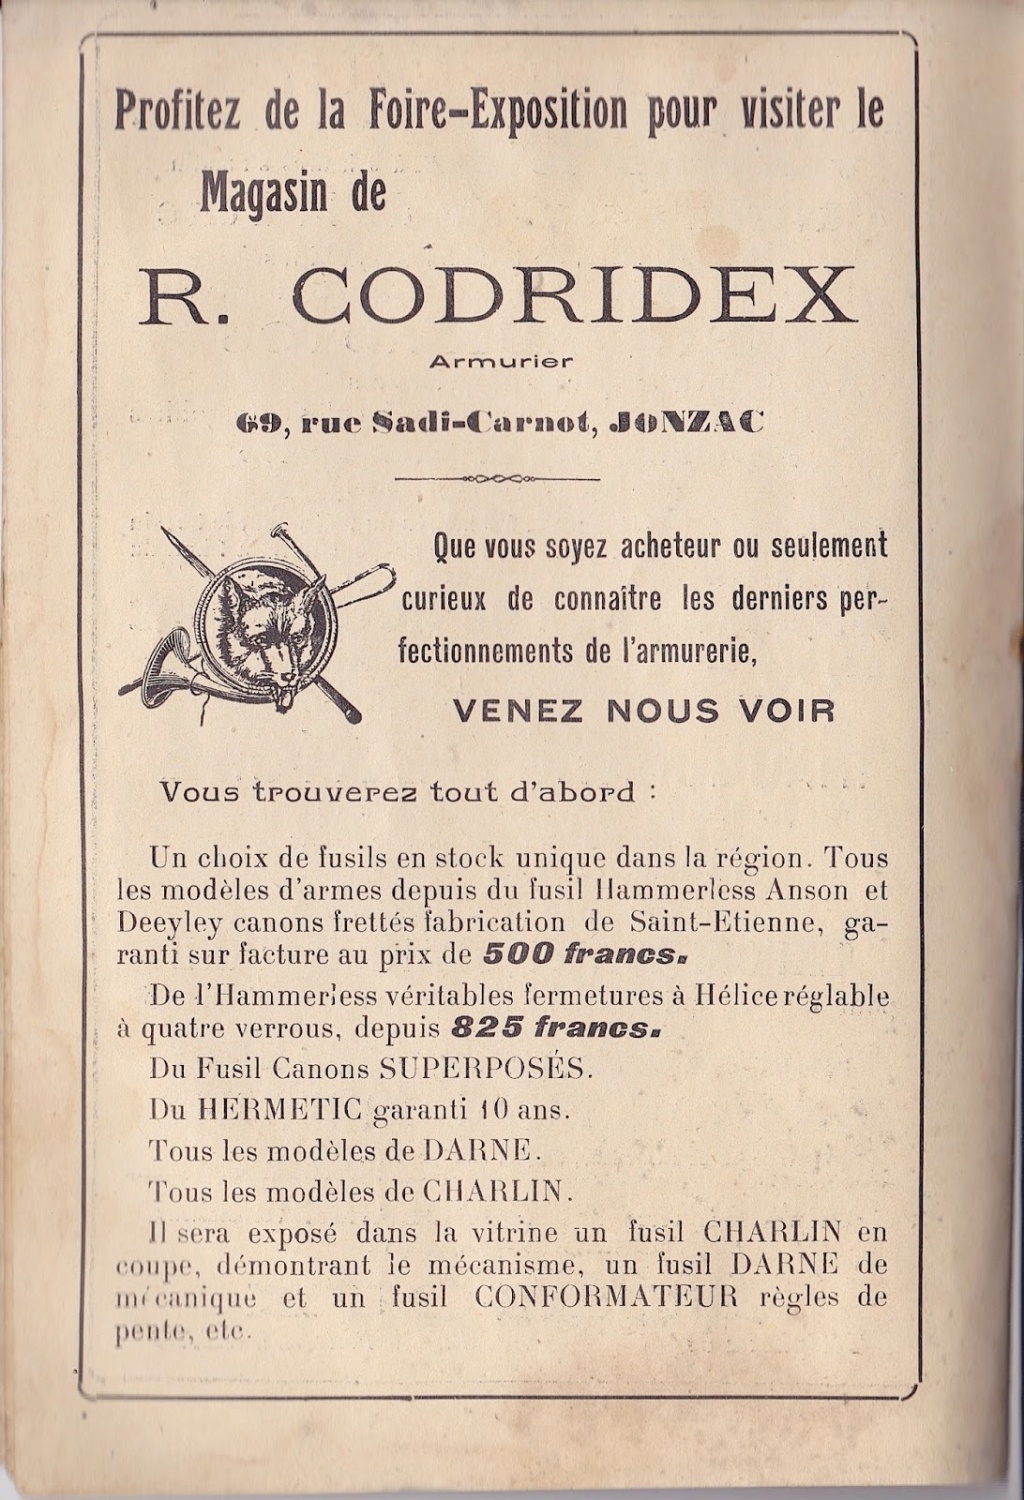 Profitez de la Foire-Exposition pour visiter le
Magasin de
R. CODRIDEX
Armurier
69, rue Sadi-Carnot, JONZAC
Que vous soyez acheteur ou seulement
curieux de connaître les derniers per-
fectionnements de l'armurerie,
VENEZ NOUS VOIR
Vous trouverez tout d'abord :
Un choix de fusils en stock unique dans la région. Tous
les modèles d'armes depuis du fusil Hammerless Anson et
Deeyley canons frettés fabrication de Saint-Etienne, ga-
ranti sur facture au prix de 500 francs.
De l'Hammerless véritables fermetures à Hélice réglable
à quatre verrous, depuis 825 francs.
Du Fusil Canons SUPERPOSÉS.
Du HERMETIC garanti 10 ans.
Tous les modèles de DARNE.
Tous les modèles de CHARLIN.
Il sera exposé dans la vitrine un fusil CHARLIN en
coupe, démontrant le mécanisme, un fusil DARNE de
mécanique et un fusil CONFORMATEUR règles de
pente, etc.